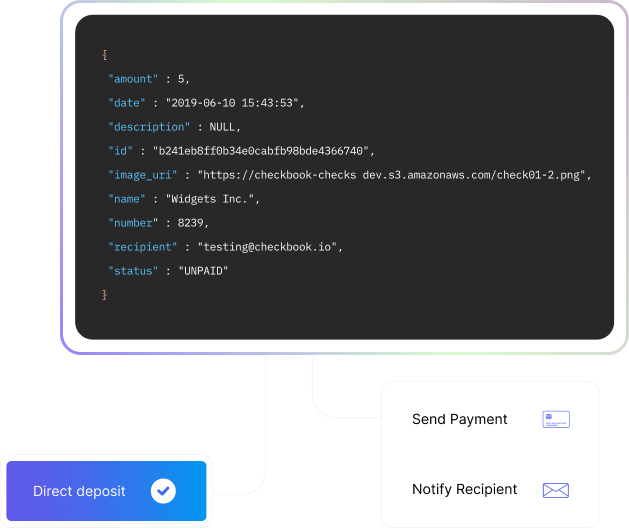 {
"amount" : 5,
"date" : "2019-06-10 15:43:53",
"description" : NULL,
"id" : "b241eb8ff0b34e0cabfb98bde4366740",
"image_uri" : "https://checkbook-checks dev.s3.amazonaws.com/check01-2.png",
"name" : "Widgets Inc.",
"number" : 8239,
"recipient" : "testing@checkbook.io",
"status" : "UNPAID"
}
Send Payment
Notify Recipient
Direct deposit